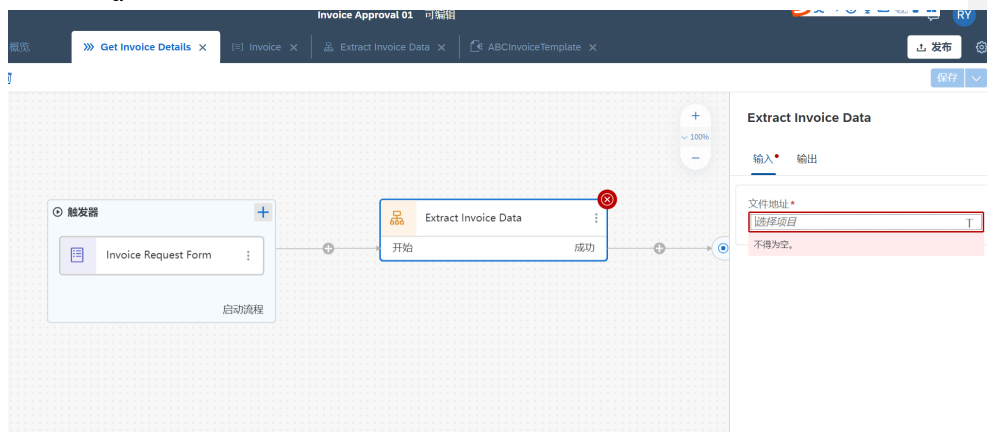 Invoice Approval 01 可编辑
RY
概览
Get Invoice Details ×
Invoice ×
Extract Invoice Data ×
ABCInvoiceTemplate ×
发布
保存
100%
Extract Invoice Data
输入
输出
触发器
Invoice Request Form
启动流程
Extract Invoice Data
开始
成功
文件地址 *
选择项目
T
不得为空。